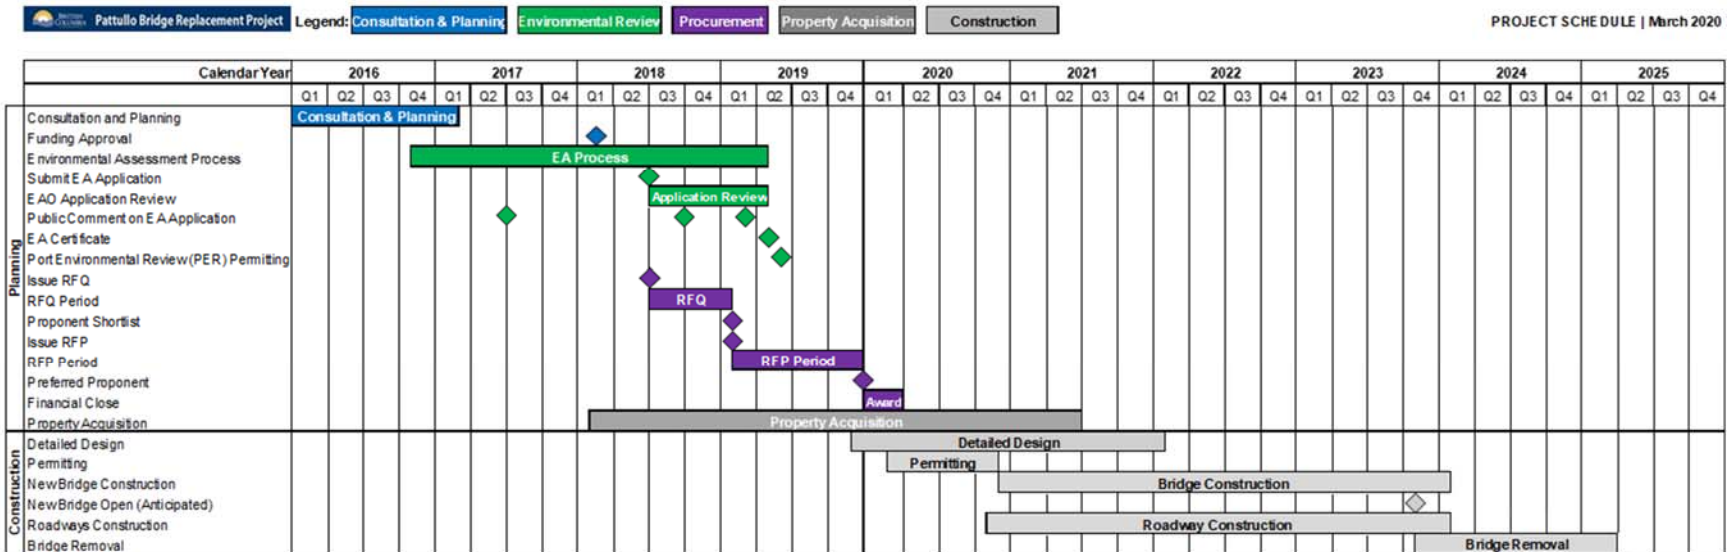 BRITISH COLUMBIA Pattullo Bridge Replacement Project Legend: Consultation & Planning Environmental Review Procurement Property Acquisition Construction PROJECT SCHEDULE | March 2020
Calendar Year 2016 2017 2018 2019 2020 2021 2022 2023 2024 2025
Q1 Q2 Q3 Q4 Q1 Q2 Q3 Q4 Q1 Q2 Q3 Q4 Q1 Q2 Q3 Q4 Q1 Q2 Q3 Q4 Q1 Q2 Q3 Q4 Q1 Q2 Q3 Q4 Q1 Q2 Q3 Q4 Q1 Q2 Q3 Q4 Q1 Q2 Q3 Q4
Planning
Consultation and Planning Consultation & Planning
Funding Approval
Environmental Assessment Process EA Process
Submit EA Application
EAO Application Review Application Review
Public Comment on EA Application
EA Certificate
Port Environmental Review (PER) Permitting
Issue RFQ
RFQ Period RFQ
Proponent Shortlist
Issue RFP
RFP Period RFP Period
Preferred Proponent
Financial Close Award
Property Acquisition Property Acquisition
Construction
Detailed Design Detailed Design
Permitting Permitting
New Bridge Construction Bridge Construction
New Bridge Open (Anticipated)
Roadways Construction Roadway Construction
Bridge Removal Bridge Removal